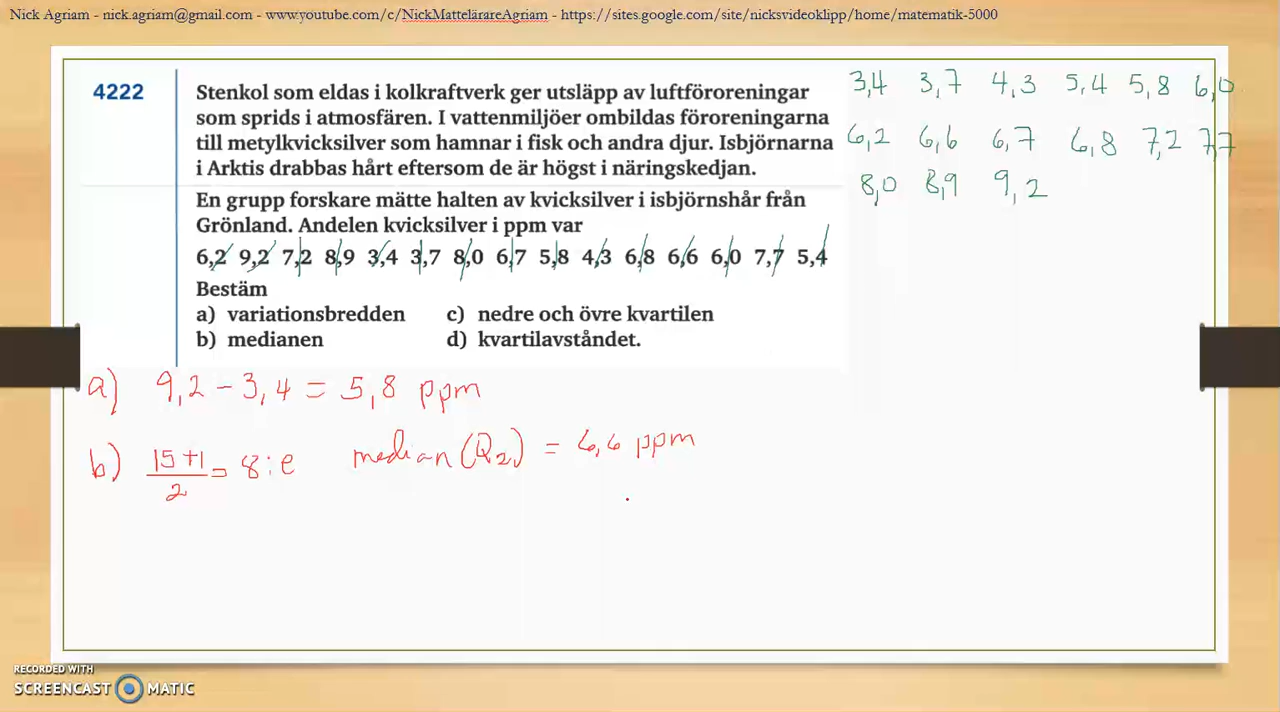 Nick Agriam - nick.agriam@gmail.com - www.youtube.com/c/NickMattelärareAgriam - https://sites.google.com/site/nicksvideoklipp/home/matematik-5000
4222
Stenkol som eldas i kolkraftverk ger utsläpp av luftföroreningar
som sprids i atmosfären. I vattenmiljöer ombildas föroreningarna
till metylkvicksilver som hamnar i fisk och andra djur. Isbjörnarna
i Arktis drabbas hårt eftersom de är högst i näringskedjan.
En grupp forskare mätte halten av kvicksilver i isbjörnshår från
Grönland. Andelen kvicksilver i ppm var
6,2 9,2 7,2 8,9 3,4 3,7 8,0 6,7 5,8 4,3 6,8 6,6 6,0 7,7 5,4
Bestäm
a) variationsbredden c) nedre och övre kvartilen
b) medianen d) kvartilavståndet.
3,4 3,7 4,3 5,4 5,8 6,0
6,2 6,6 6,7 6,8 7,2 7,7
8,0 8,9 9,2
a) 9,2 - 3,4 = 5,8 ppm
b) 15+1/2 = 8:e median (Q2) = 6,6 ppm
RECORDED WITH
SCREENCAST MATIC